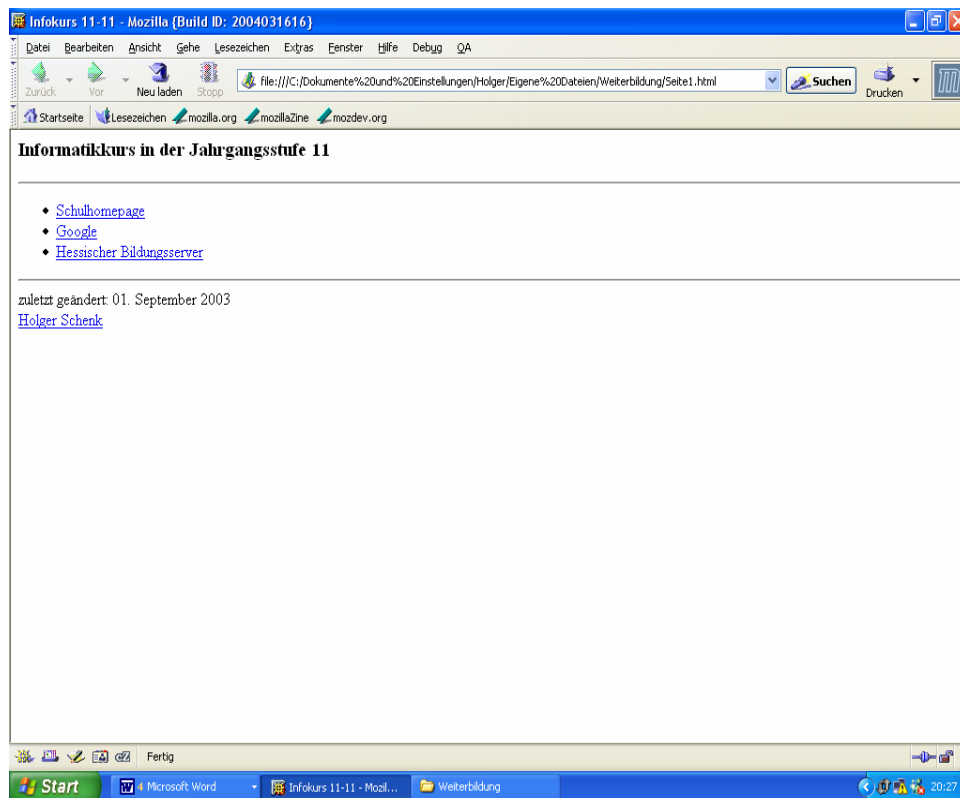 Infokurs 11-11 - Mozilla {Build ID: 2004031616}
Datei Bearbeiten Ansicht Gehe Lesezeichen Extras Fenster Hilfe Debug QA
Zurück Vor Neu laden Stopp file:///C:/Dokumente%20und%20Einstellungen/Holger/Eigene%20Dateien/Weiterbildung/Seite1.html Suchen Drucken
Startseite Lesezeichen mozilla.org mozillaZine mozdev.org
Informatikkurs in der Jahrgangsstufe 11
Schulhomepage
Google
Hessischer Bildungsserver
zuletzt geändert: 01. September 2003
Holger Schenk
Fertig
Start 4 Microsoft Word Infokurs 11-11 - Mozil... Weiterbildung 20:27